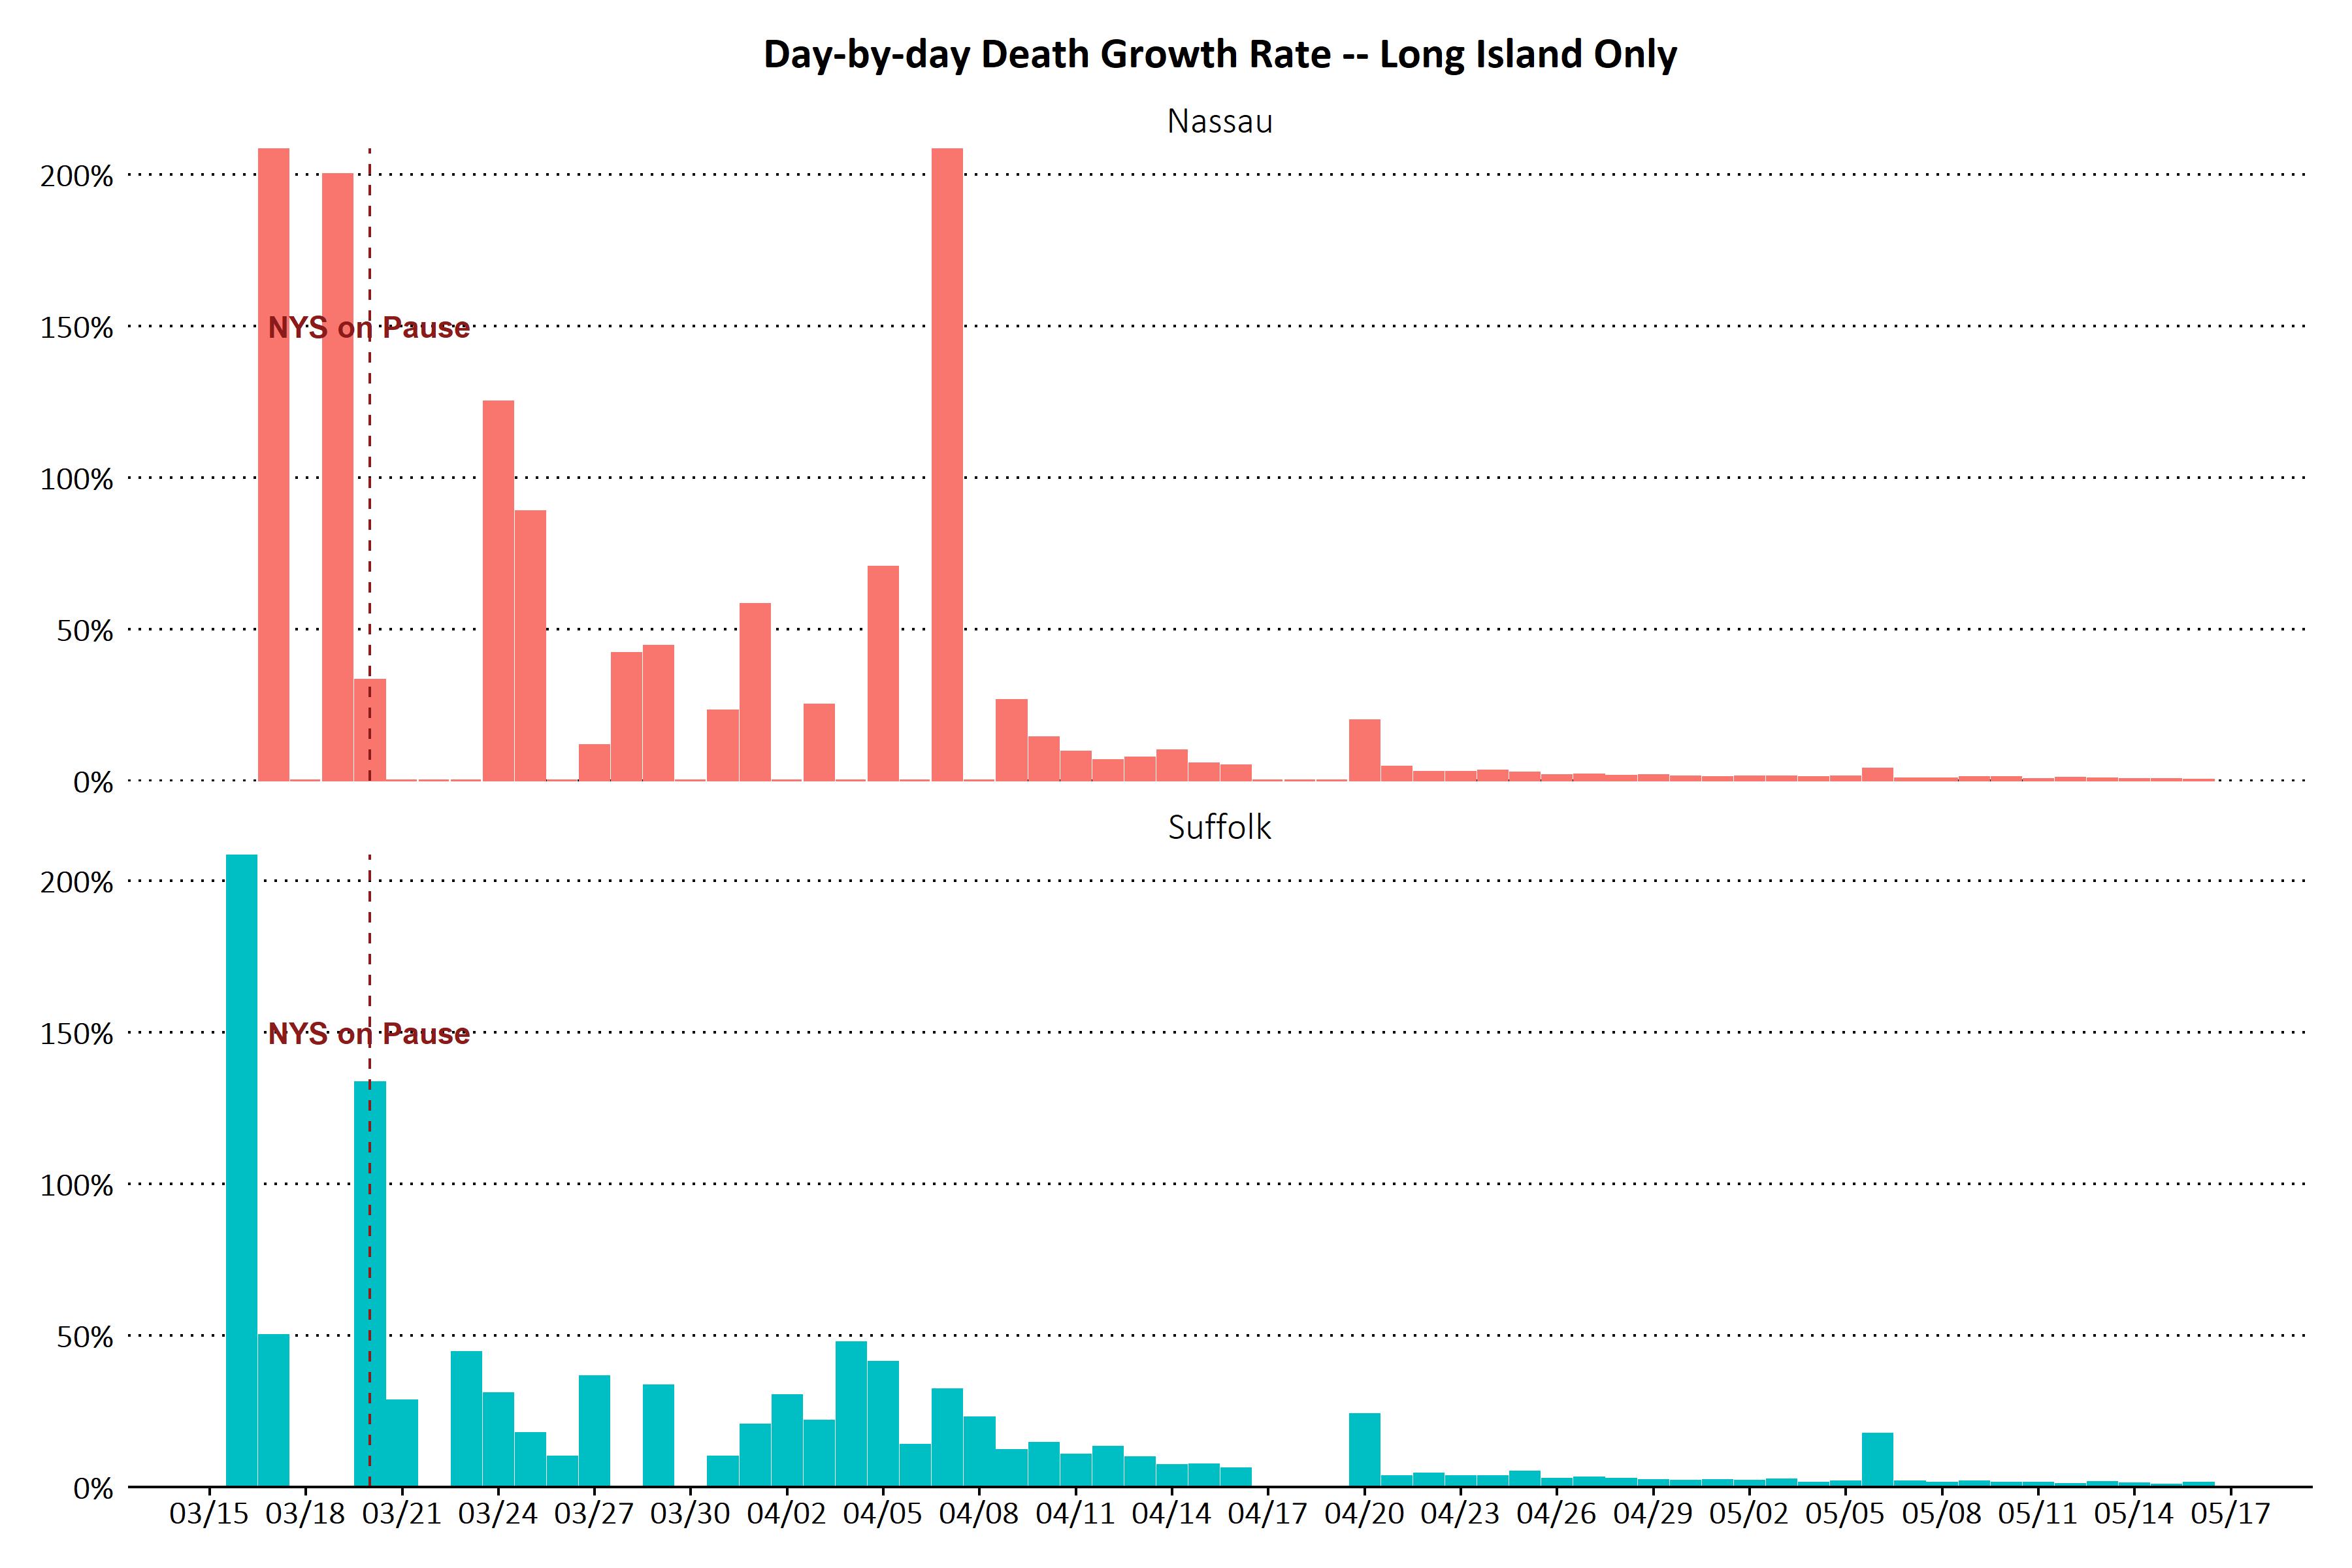 Day-by-day Death Growth Rate -- Long Island Only
Nassau
200%
150%
NYS on Pause
100%
50%
0%
Suffolk
200%
150%
NYS on Pause
100%
50%
0%
03/15 03/18 03/21 03/24 03/27 03/30 04/02 04/05 04/08 04/11 04/14 04/17 04/20 04/23 04/26 04/29 05/02 05/05 05/08 05/11 05/14 05/17